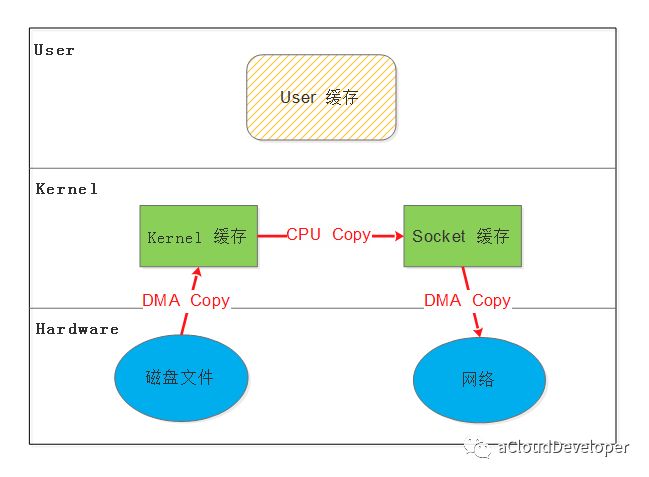 User
User 缓存
Kernel
Kernel 缓存
CPU Copy
Socket 缓存
DMA Copy
DMA Copy
Hardware
磁盘文件
网络
aCloudDeveloper